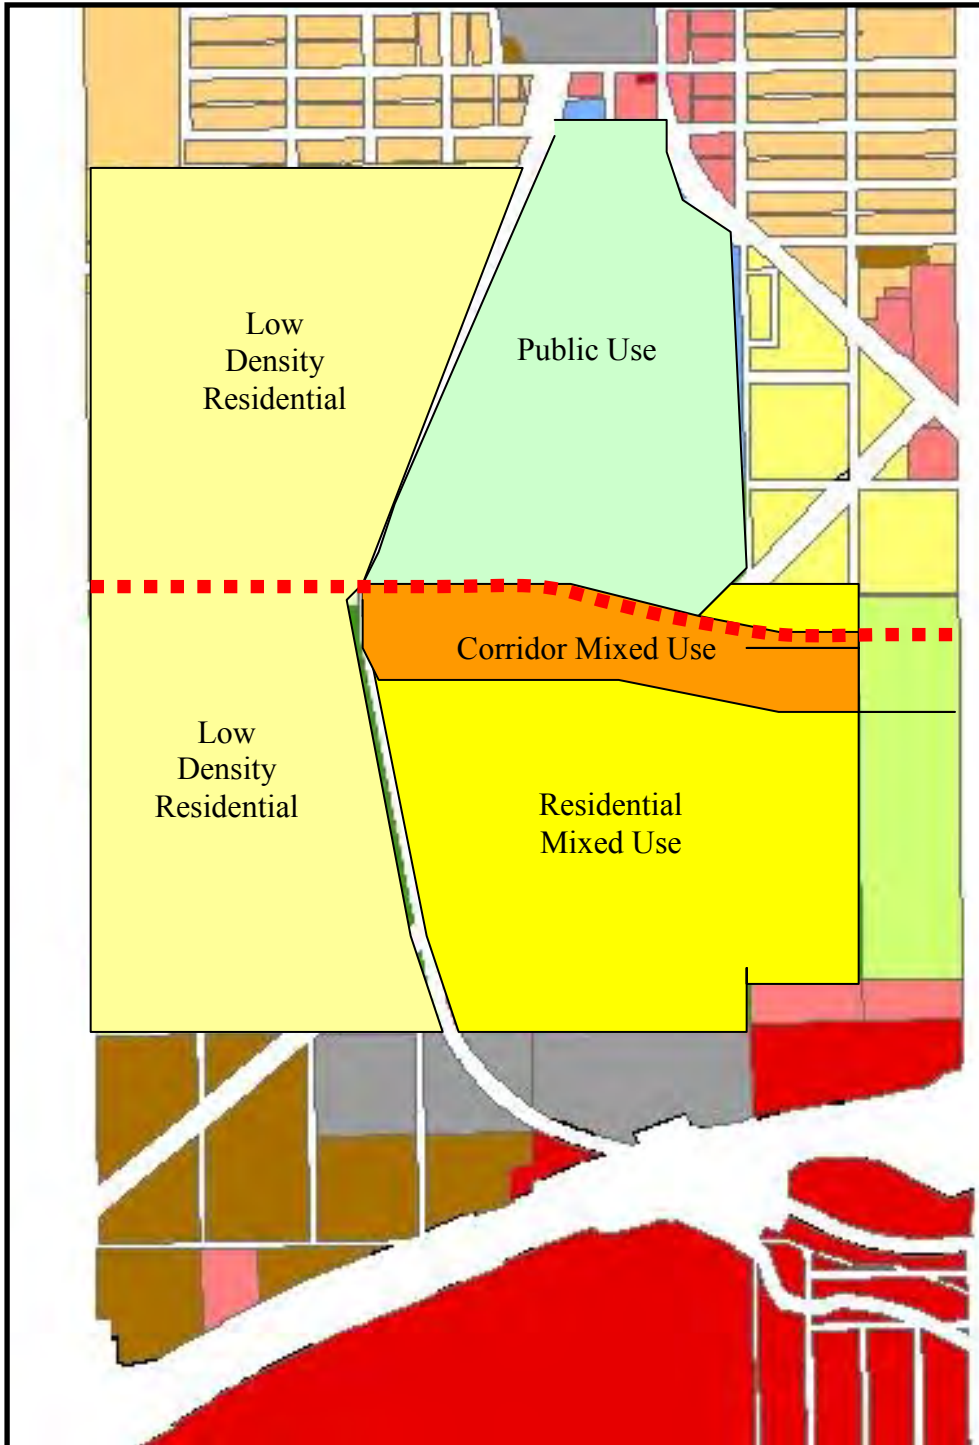 Low
Density
Residential
Public Use
Corridor Mixed Use
Low
Density
Residential
Residential
Mixed Use